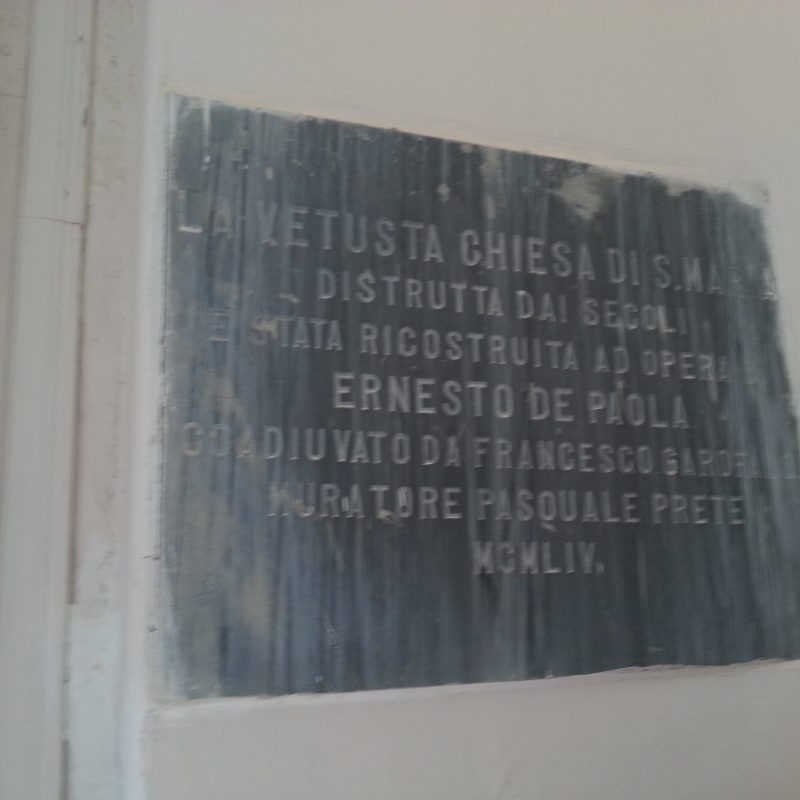 LA VETUSTA CHIESA DI S. MARIA
DISTRUTTA DAI SECOLI
E STATA RICOSTRUITA AD OPERA
ERNESTO DE PAOLA
COADIUVATO DA FRANCESCO
MURATORE PASQUALE PRETE
MCMLIV.